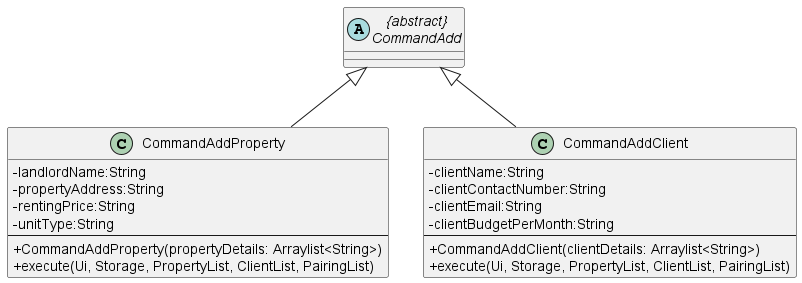 A
{abstract}
CommandAdd
C CommandAddProperty
-landlordName:String
-propertyAddress:String
-rentingPrice:String
-unitType:String
+CommandAddProperty(propertyDetails: Arraylist<String>)
+execute(Ui, Storage, PropertyList, ClientList, PairingList)
C CommandAddClient
-clientName:String
-clientContactNumber:String
-clientEmail:String
-clientBudgetPerMonth:String
+CommandAddClient(clientDetails: Arraylist<String>)
+execute(Ui, Storage, PropertyList, ClientList, PairingList)